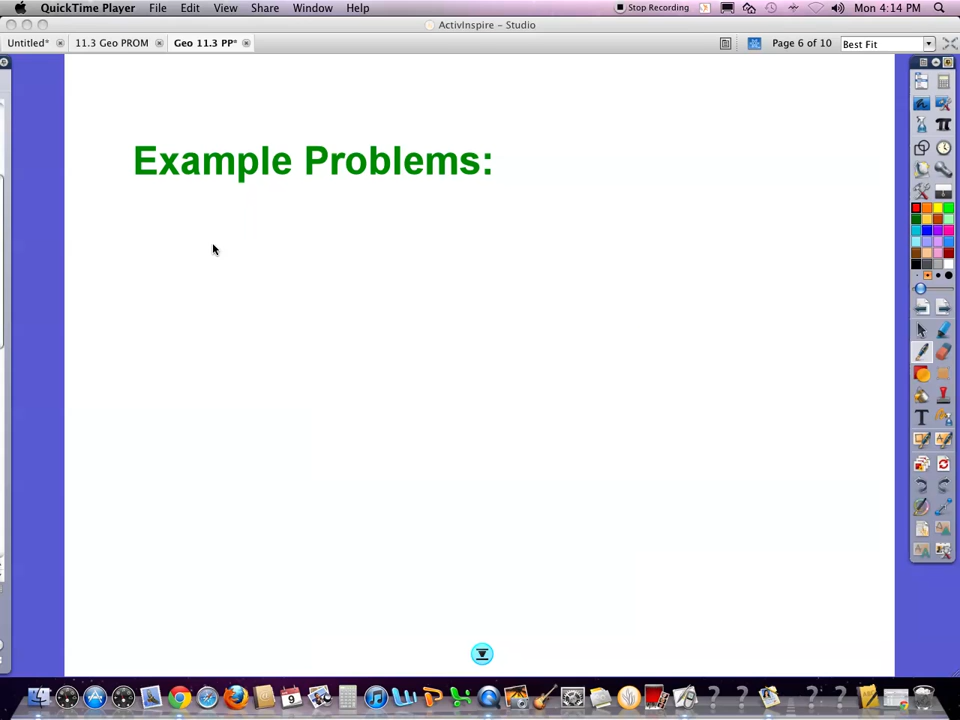 QuickTime Player File Edit View Share Window Help Stop Recording Mon 4:14 PM
ActivInspire – Studio
Untitled* 11.3 Geo PROM Geo 11.3 PP* Page 6 of 10 Best Fit
Example Problems: